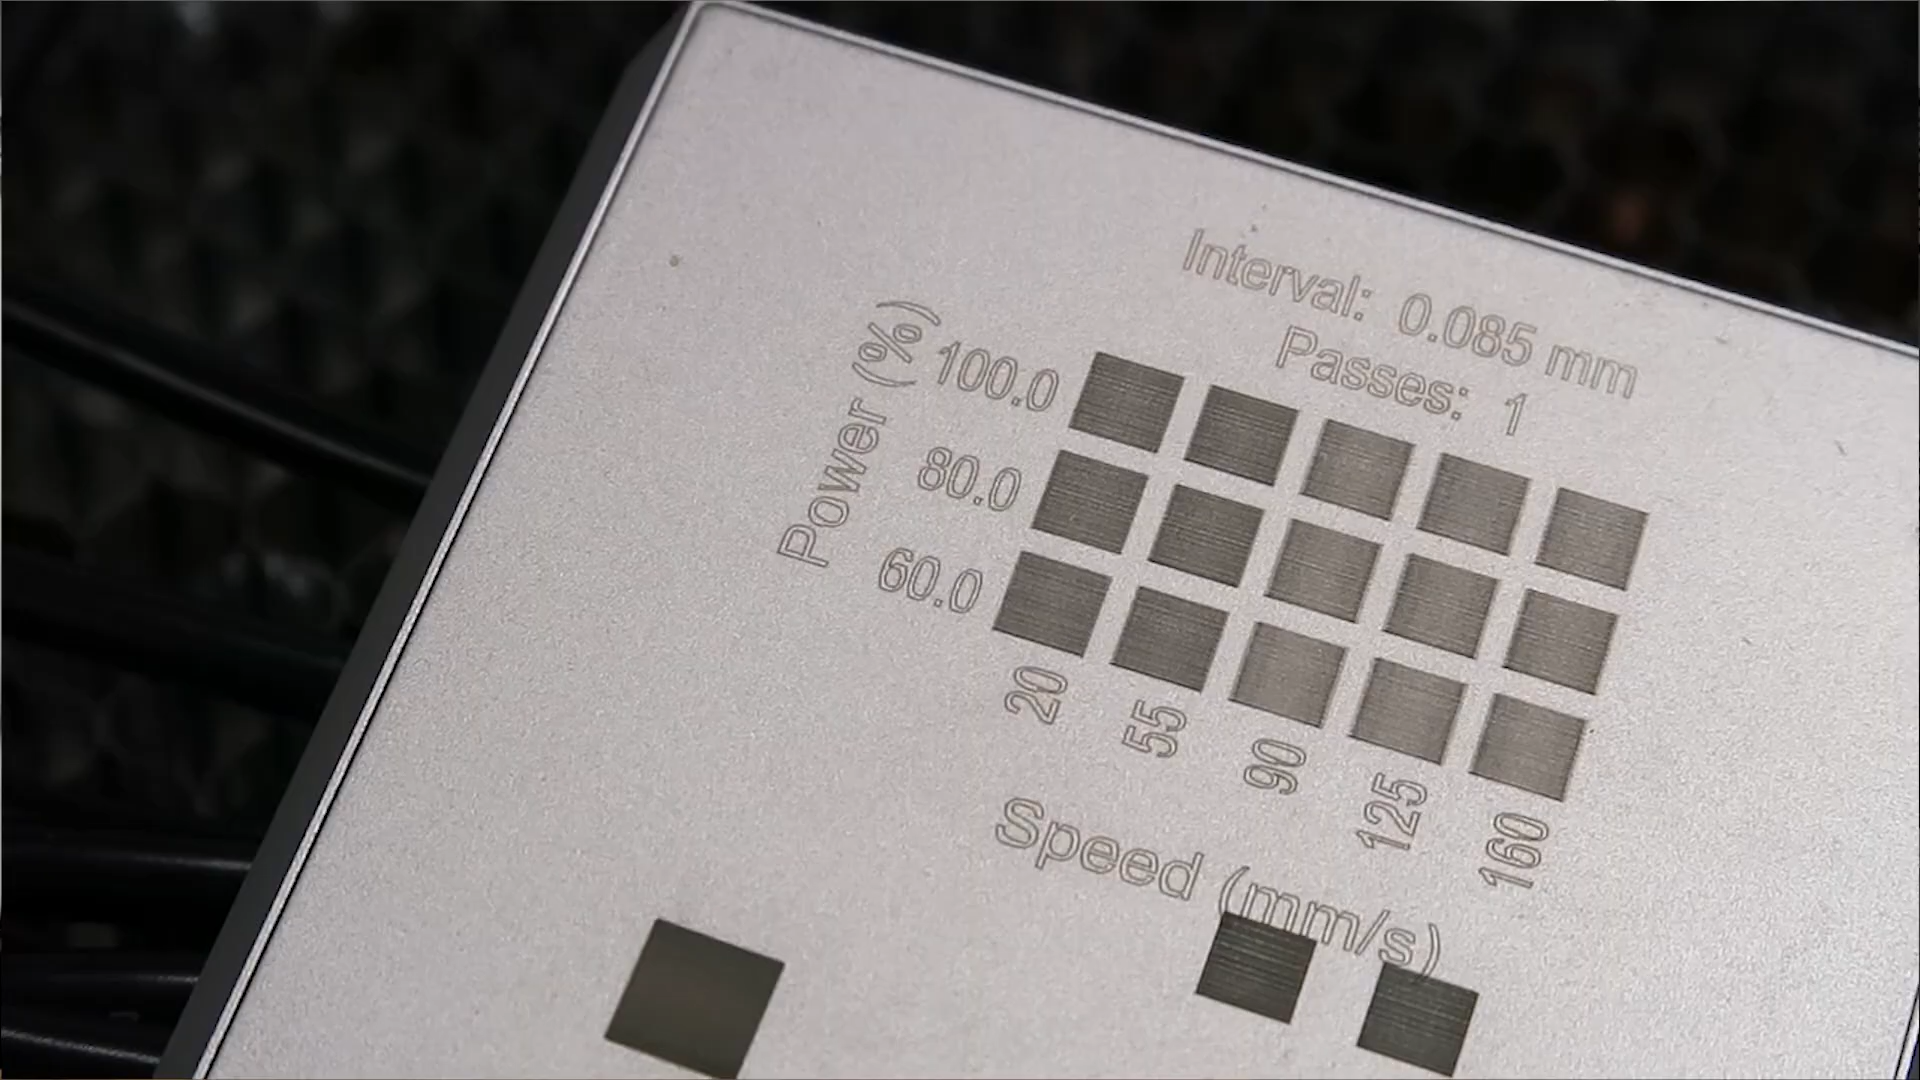 Interval: 0.085 mm
Passes: 1
Power (%)
100.0
80.0
60.0
20 55 90 125 160
Speed (mm/s)